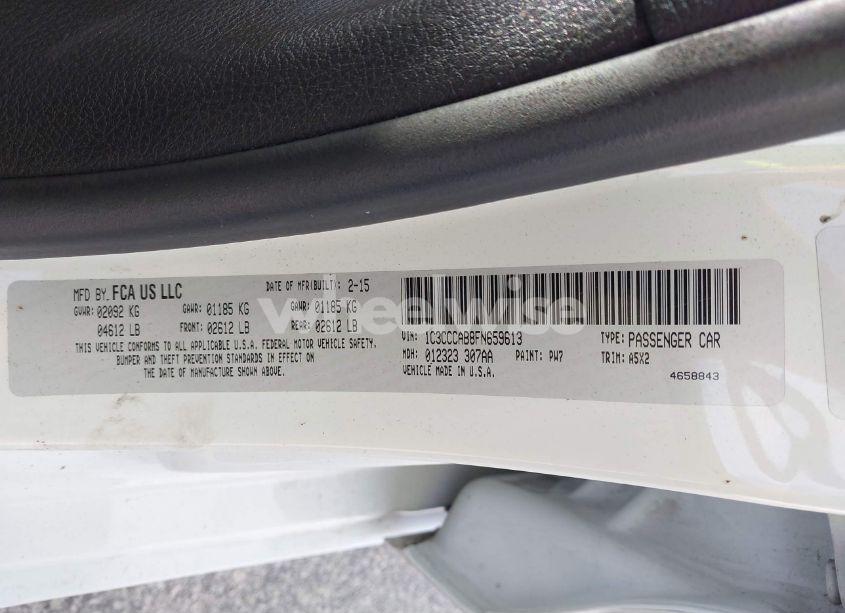 MFD BY FCA US LLC DATE OF MFR(BUILT): 2-15
GVWR: 02092 KG GAWR: 01185 KG GAWR: 01185 KG
04612 LB FRONT: 02612 LB REAR: 02612 LB
THIS VEHICLE CONFORMS TO ALL APPLICABLE U.S.A. FEDERAL MOTOR VEHICLE SAFETY,
BUMPER AND THEFT PREVENTION STANDARDS IN EFFECT ON
THE DATE OF MANUFACTURE SHOWN ABOVE.
VIN: 1C3CCCAB8FN659613 TYPE: PASSENGER CAR
MDH: 012323 307AA PAINT: PW7 TRIM: A5X2
VEHICLE MADE IN U.S.A.
4658843
wheelwise